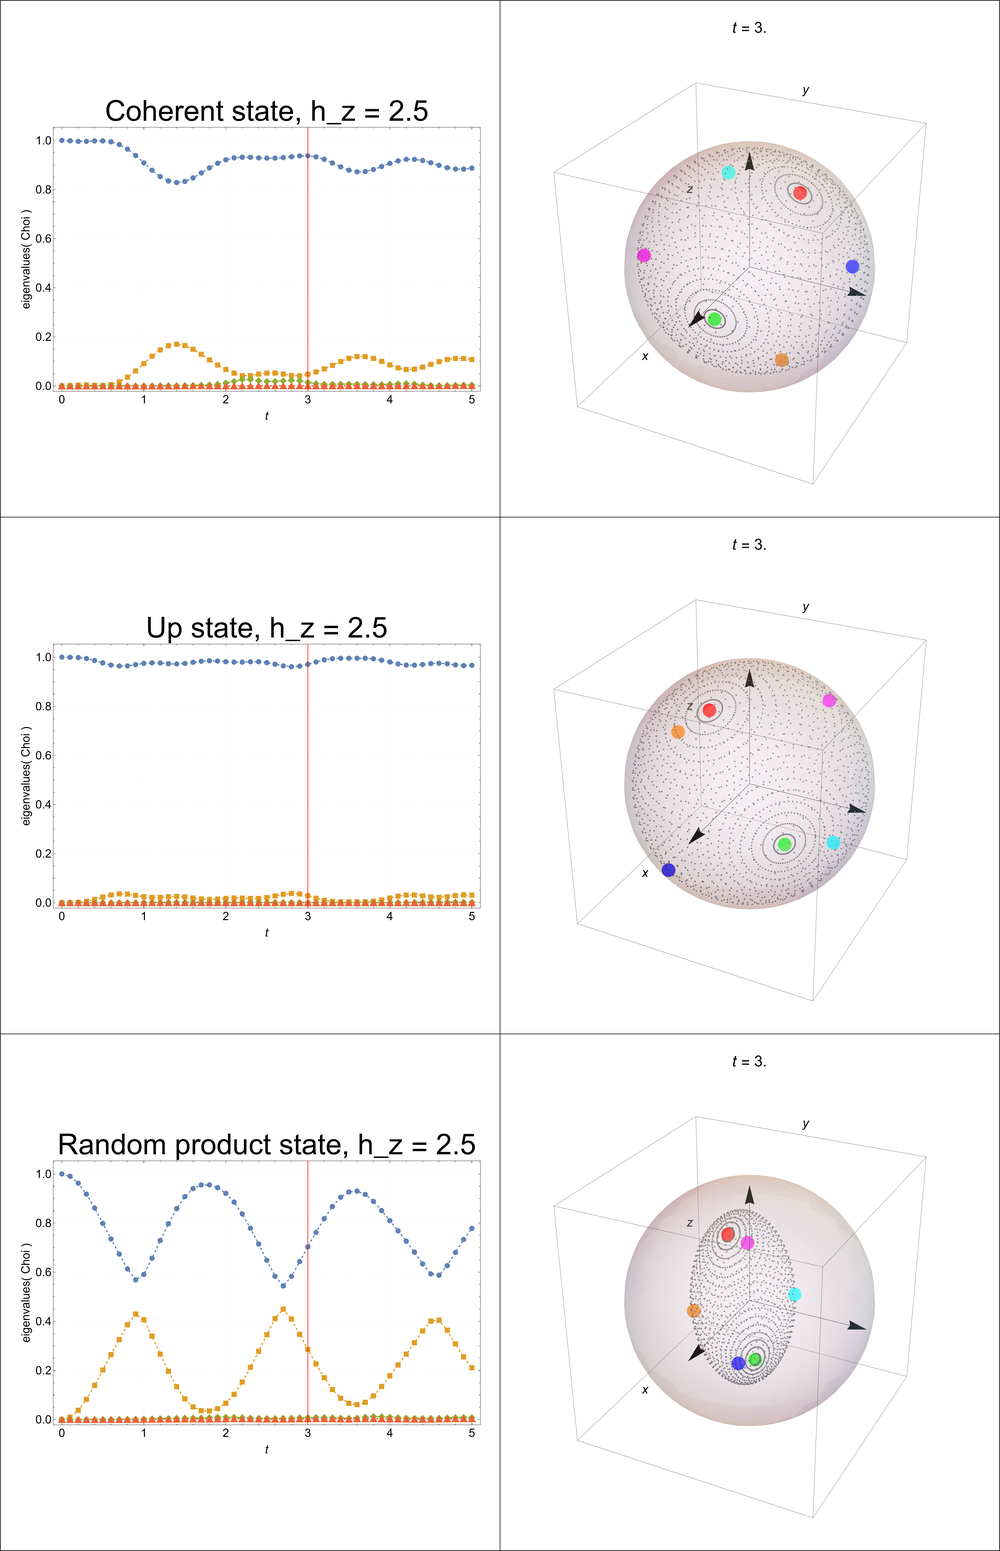 Coherent state, h_z = 2.5
eigenvalues( Choi )
1.0
0.8
0.6
0.4
0.2
0.0
0 1 2 3 4 5
t
t = 3.
y
z
x
Up state, h_z = 2.5
eigenvalues( Choi )
1.0
0.8
0.6
0.4
0.2
0.0
0 1 2 3 4 5
t
t = 3.
y
z
x
Random product state, h_z = 2.5
eigenvalues( Choi )
1.0
0.8
0.6
0.4
0.2
0.0
0 1 2 3 4 5
t
t = 3.
y
z
x